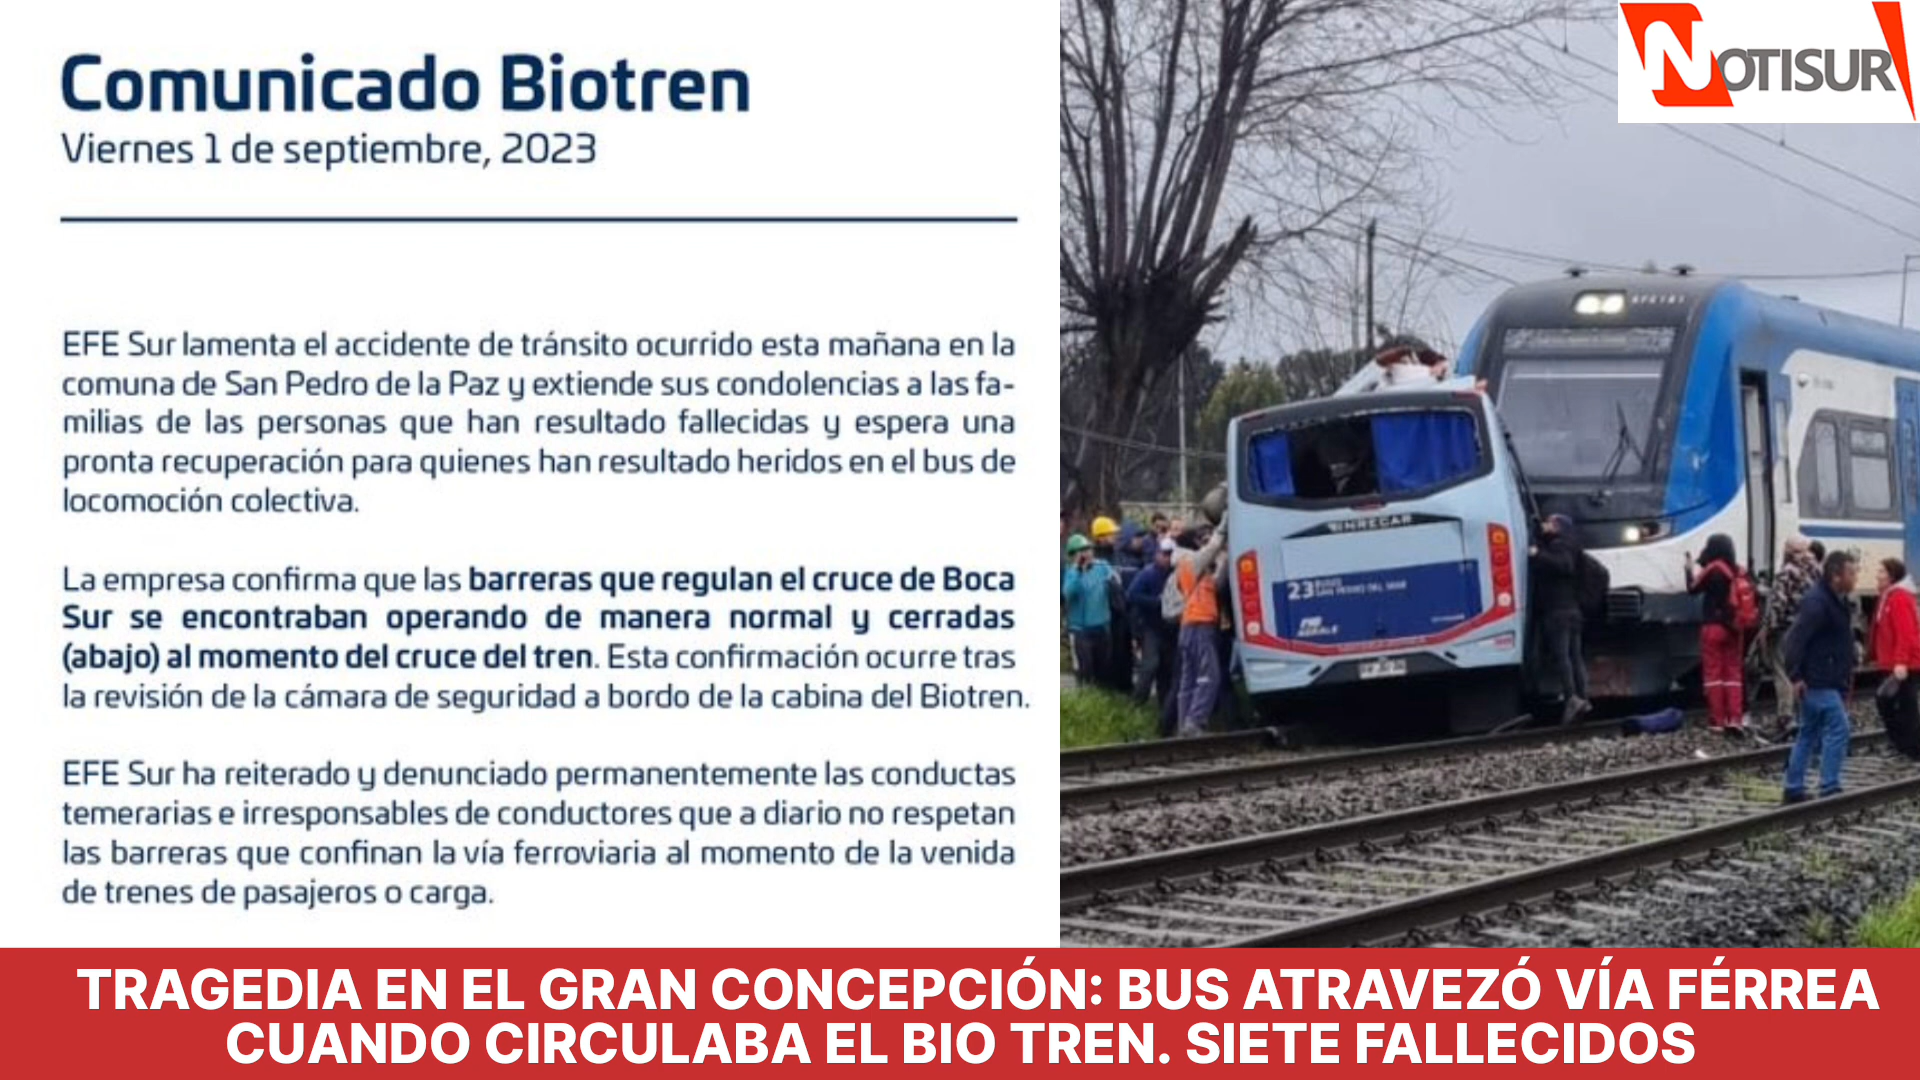 Comunicado Biotren
Viernes 1 de septiembre, 2023
EFE Sur lamenta el accidente de tránsito ocurrido esta mañana en la
comuna de San Pedro de la Paz y extiende sus condolencias a las fa-
milias de las personas que han resultado fallecidas y espera una
pronta recuperación para quienes han resultado heridos en el bus de
locomoción colectiva.
La empresa confirma que las barreras que regulan el cruce de Boca
Sur se encontraban operando de manera normal y cerradas
(abajo) al momento del cruce del tren. Esta confirmación ocurre tras
la revisión de la cámara de seguridad a bordo de la cabina del Biotren.
EFE Sur ha reiterado y denunciado permanentemente las conductas
temerarias e irresponsables de conductores que a diario no respetan
las barreras que confinan la vía ferroviaria al momento de la venida
de trenes de pasajeros o carga.
NOTISUR
INRECAR
23 BUSES
SAN PEDRO DEL MAR
TRAGEDIA EN EL GRAN CONCEPCIÓN: BUS ATRAVEZÓ VÍA FÉRREA
CUANDO CIRCULABA EL BIO TREN. SIETE FALLECIDOS